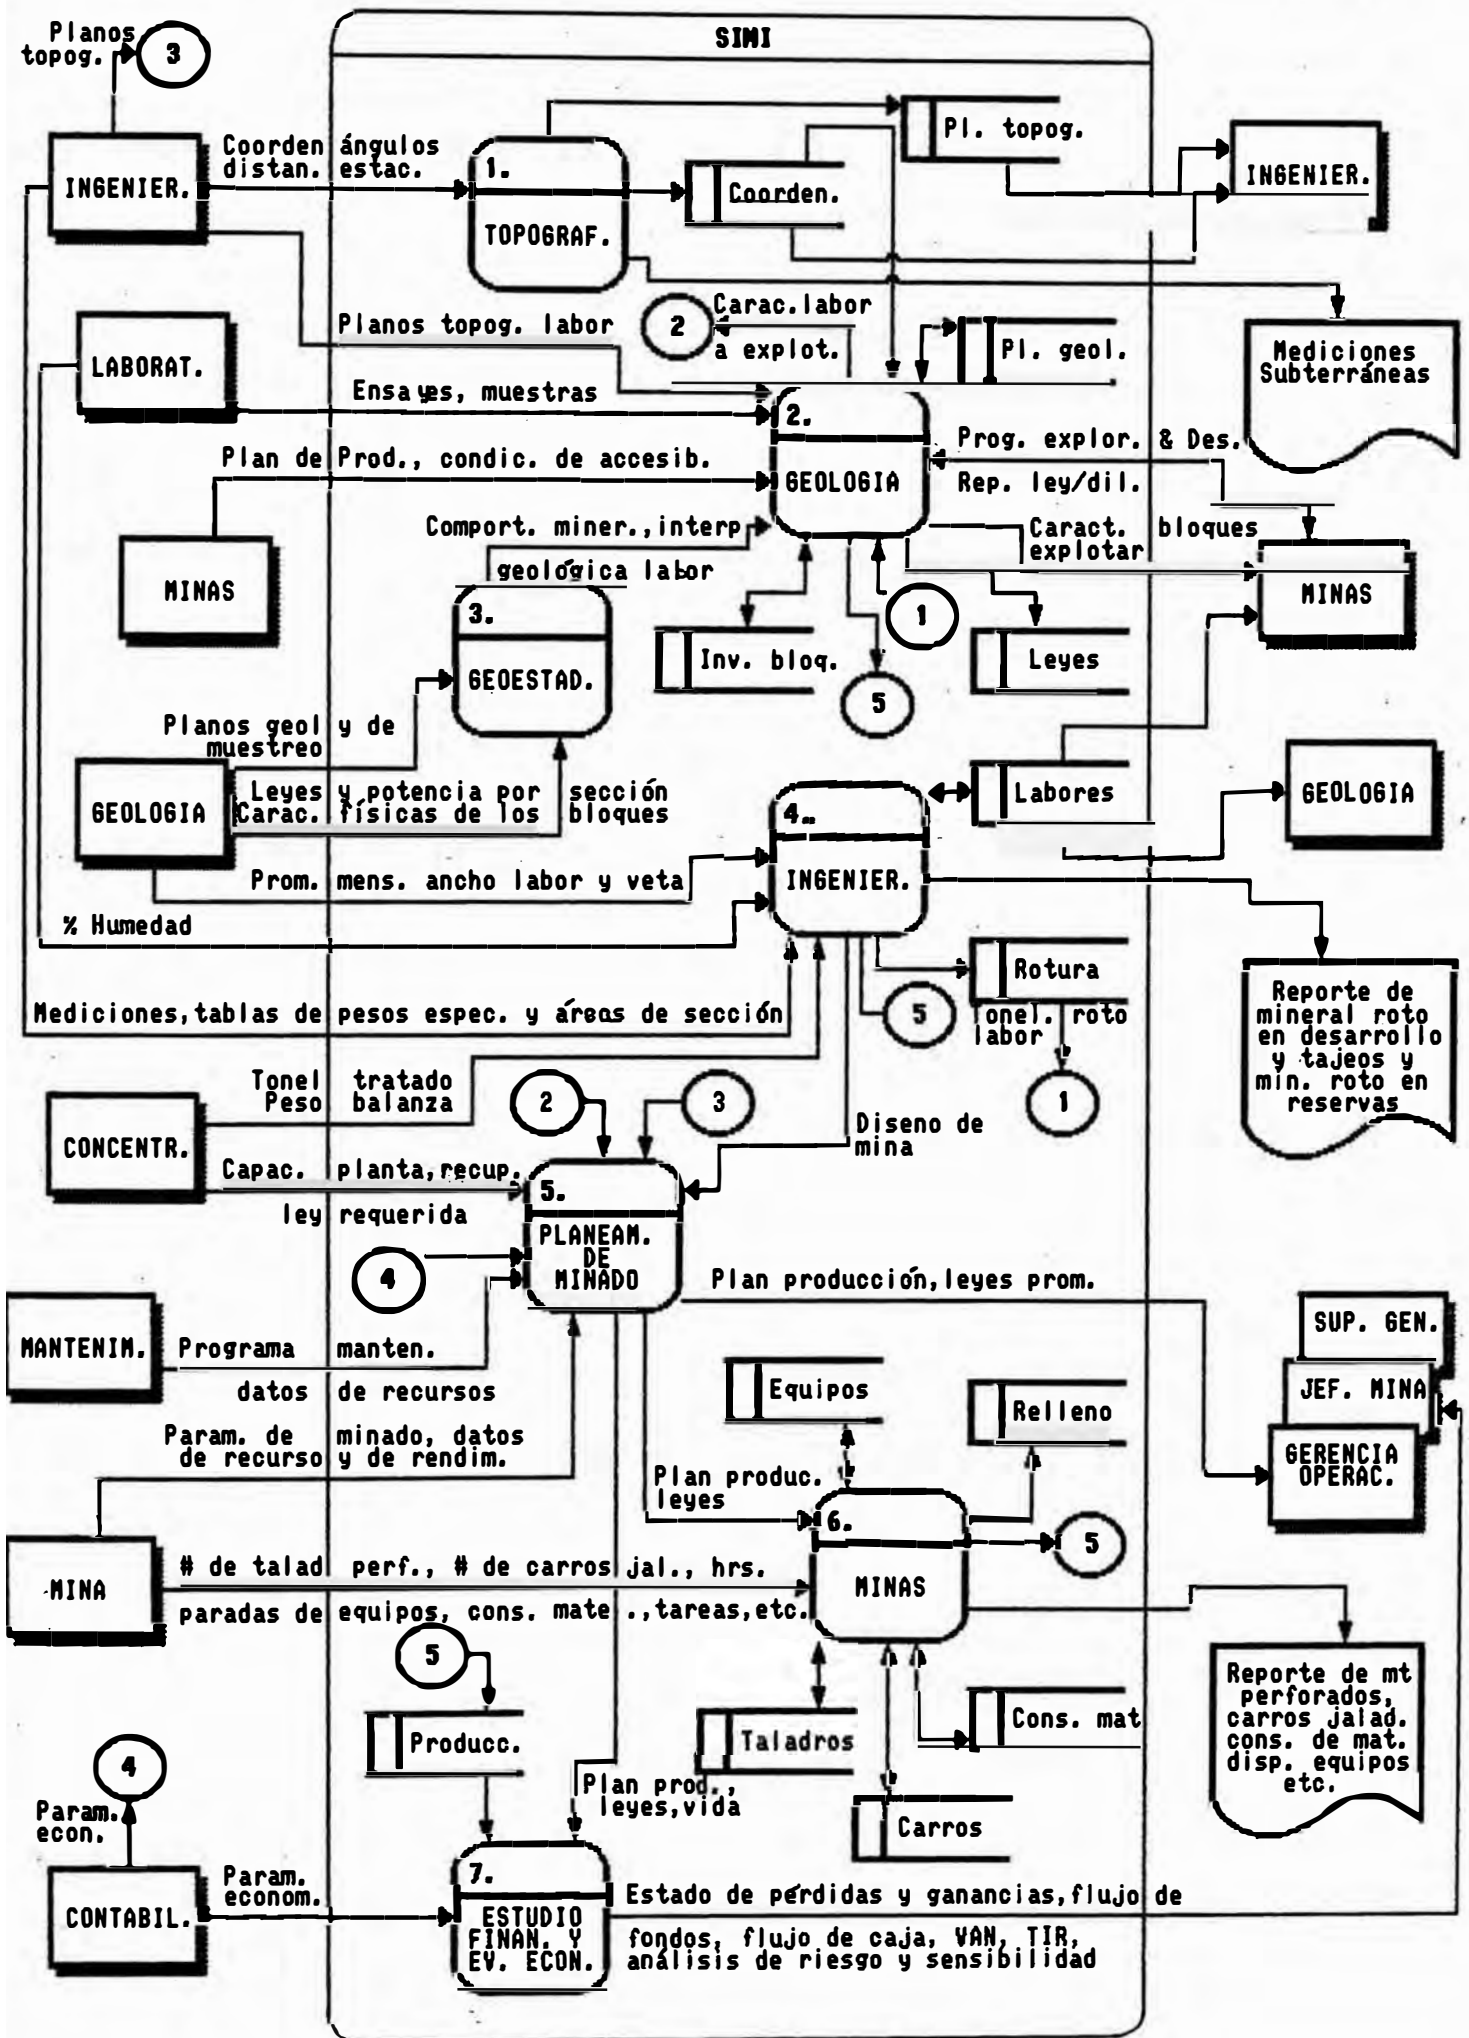 Planos
topog.
3
SIMI
INGENIER.
Coorden ángulos
distan. estac.
1.
TOPOGRAF.
Coorden.
Pl. topog.
INGENIER.
LABORAT.
Planos topog. labor
2
Carac.labor
a explot.
Pl. geol.
Mediciones
Subterráneas
Ensayes, muestras
2.
GEOLOGIA
Plan de Prod., condic. de accesib.
Prog. explor. & Des.
Rep. ley/dil.
MINAS
Comport. miner.,interp
geológica labor
Caract. bloques
explotar
MINAS
3.
GEOESTAD.
Inv. bloq.
1
5
Leyes
Planos geol y de
muestreo
GEOLOGIA
Leyes y potencia por sección
Carac. físicas de los bloques
4.
INGENIER.
Labores
GEOLOGIA
Prom. mens. ancho labor y veta
% Humedad
Mediciones,tablas de pesos espec. y áreas de sección
5
Rotura
Tonel. roto
labor
1
Reporte de
mineral roto
en desarrollo
y tajeos y
min. roto en
reservas
CONCENTR.
Tonel tratado
Peso balanza
2
3
Diseno de
mina
Capac. planta,recup.
ley requerida
5.
PLANEAM.
DE
MINADO
4
Plan producción,leyes prom.
MANTENIM.
Programa manten.
datos de recursos
SUP. GEN.
JEF. MINA
GERENCIA
OPERAC.
Param. de minado, datos
de recurso y de rendim.
Equipos
Relleno
Plan produc.
leyes
6.
MINAS
5
MINA
# de talad perf., # de carros jal., hrs.
paradas de equipos, cons. mate .,tareas,etc.
5
Producc.
Taladros
Cons. mat
Carros
Reporte de mt
perforados,
carros jalad.
cons. de mat.
disp. equipos
etc.
4
Param.
econ.
Plan prod.,
leyes,vida
CONTABIL.
Param.
econom.
7.
ESTUDIO
FINAN. Y
EV. ECON.
Estado de pérdidas y ganancias,flujo de
fondos, flujo de caja, VAN, TIR,
análisis de riesgo y sensibilidad